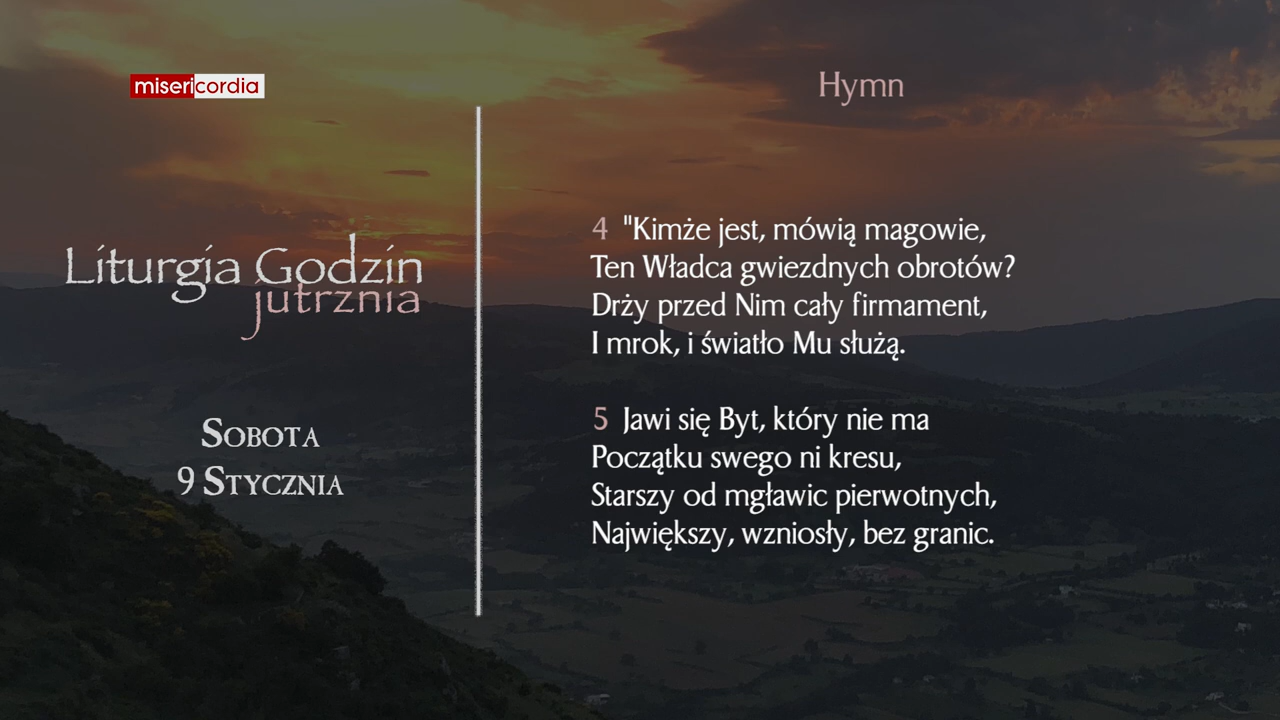 misericordia
Liturgia Godzin
jutrznia
Sobota
9 Stycznia
Hymn
4 "Kimże jest, mówią magowie,
Ten Władca gwiezdnych obrotów?
Drży przed Nim cały firmament,
I mrok, i światło Mu służą.
5 Jawi się Byt, który nie ma
Początku swego ni kresu,
Starszy od mgławic pierwotnych,
Największy, wzniosły, bez granic.